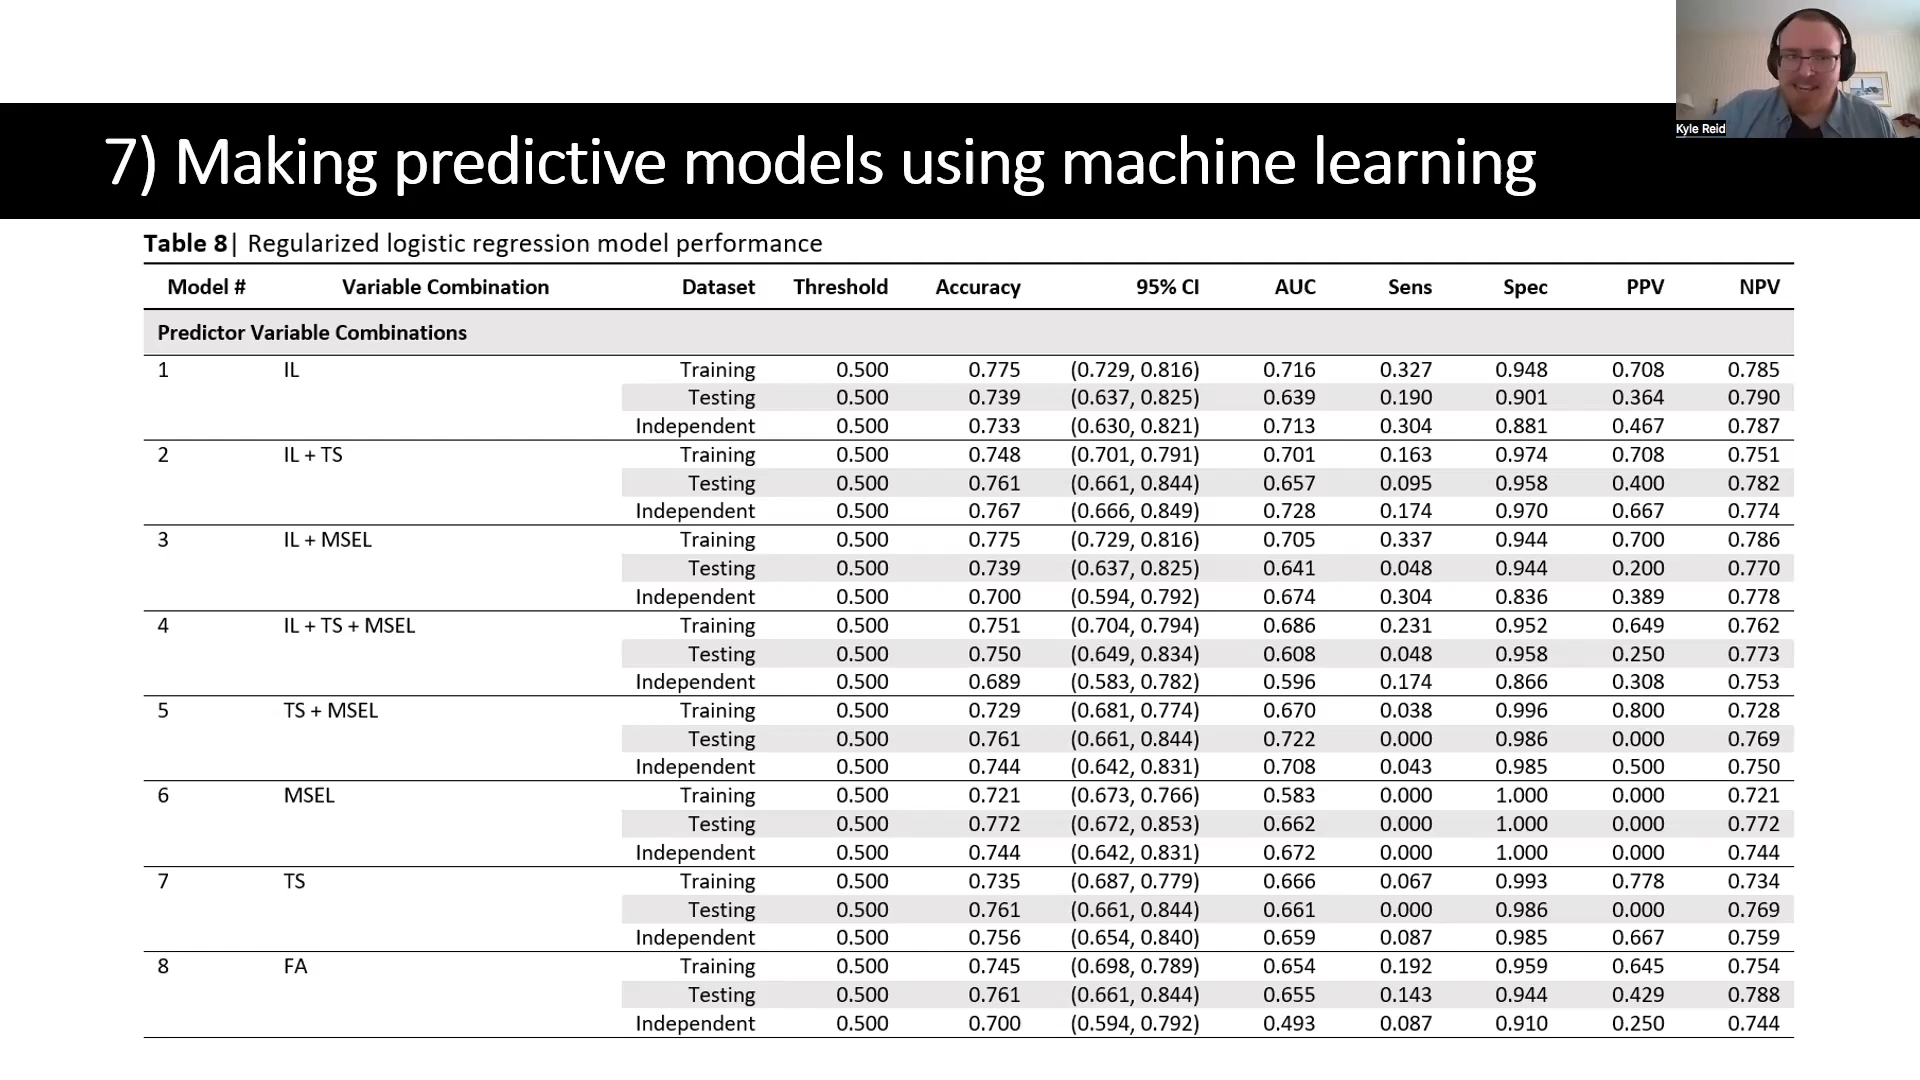 Kyle Reid
7) Making predictive models using machine learning
Table 8| Regularized logistic regression model performance
Model # Variable Combination Dataset Threshold Accuracy 95% CI AUC Sens Spec PPV NPV
Predictor Variable Combinations
1 IL Training 0.500 0.775 (0.729, 0.816) 0.716 0.327 0.948 0.708 0.785
Testing 0.500 0.739 (0.637, 0.825) 0.639 0.190 0.901 0.364 0.790
Independent 0.500 0.733 (0.630, 0.821) 0.713 0.304 0.881 0.467 0.787
2 IL + TS Training 0.500 0.748 (0.701, 0.791) 0.701 0.163 0.974 0.708 0.751
Testing 0.500 0.761 (0.661, 0.844) 0.657 0.095 0.958 0.400 0.782
Independent 0.500 0.767 (0.666, 0.849) 0.728 0.174 0.970 0.667 0.774
3 IL + MSEL Training 0.500 0.775 (0.729, 0.816) 0.705 0.337 0.944 0.700 0.786
Testing 0.500 0.739 (0.637, 0.825) 0.641 0.048 0.944 0.200 0.770
Independent 0.500 0.700 (0.594, 0.792) 0.674 0.304 0.836 0.389 0.778
4 IL + TS + MSEL Training 0.500 0.751 (0.704, 0.794) 0.686 0.231 0.952 0.649 0.762
Testing 0.500 0.750 (0.649, 0.834) 0.608 0.048 0.958 0.250 0.773
Independent 0.500 0.689 (0.583, 0.782) 0.596 0.174 0.866 0.308 0.753
5 TS + MSEL Training 0.500 0.729 (0.681, 0.774) 0.670 0.038 0.996 0.800 0.728
Testing 0.500 0.761 (0.661, 0.844) 0.722 0.000 0.986 0.000 0.769
Independent 0.500 0.744 (0.642, 0.831) 0.708 0.043 0.985 0.500 0.750
6 MSEL Training 0.500 0.721 (0.673, 0.766) 0.583 0.000 1.000 0.000 0.721
Testing 0.500 0.772 (0.672, 0.853) 0.662 0.000 1.000 0.000 0.772
Independent 0.500 0.744 (0.642, 0.831) 0.672 0.000 1.000 0.000 0.744
7 TS Training 0.500 0.735 (0.687, 0.779) 0.666 0.067 0.993 0.778 0.734
Testing 0.500 0.761 (0.661, 0.844) 0.661 0.000 0.986 0.000 0.769
Independent 0.500 0.756 (0.654, 0.840) 0.659 0.087 0.985 0.667 0.759
8 FA Training 0.500 0.745 (0.698, 0.789) 0.654 0.192 0.959 0.645 0.754
Testing 0.500 0.761 (0.661, 0.844) 0.655 0.143 0.944 0.429 0.788
Independent 0.500 0.700 (0.594, 0.792) 0.493 0.087 0.910 0.250 0.744